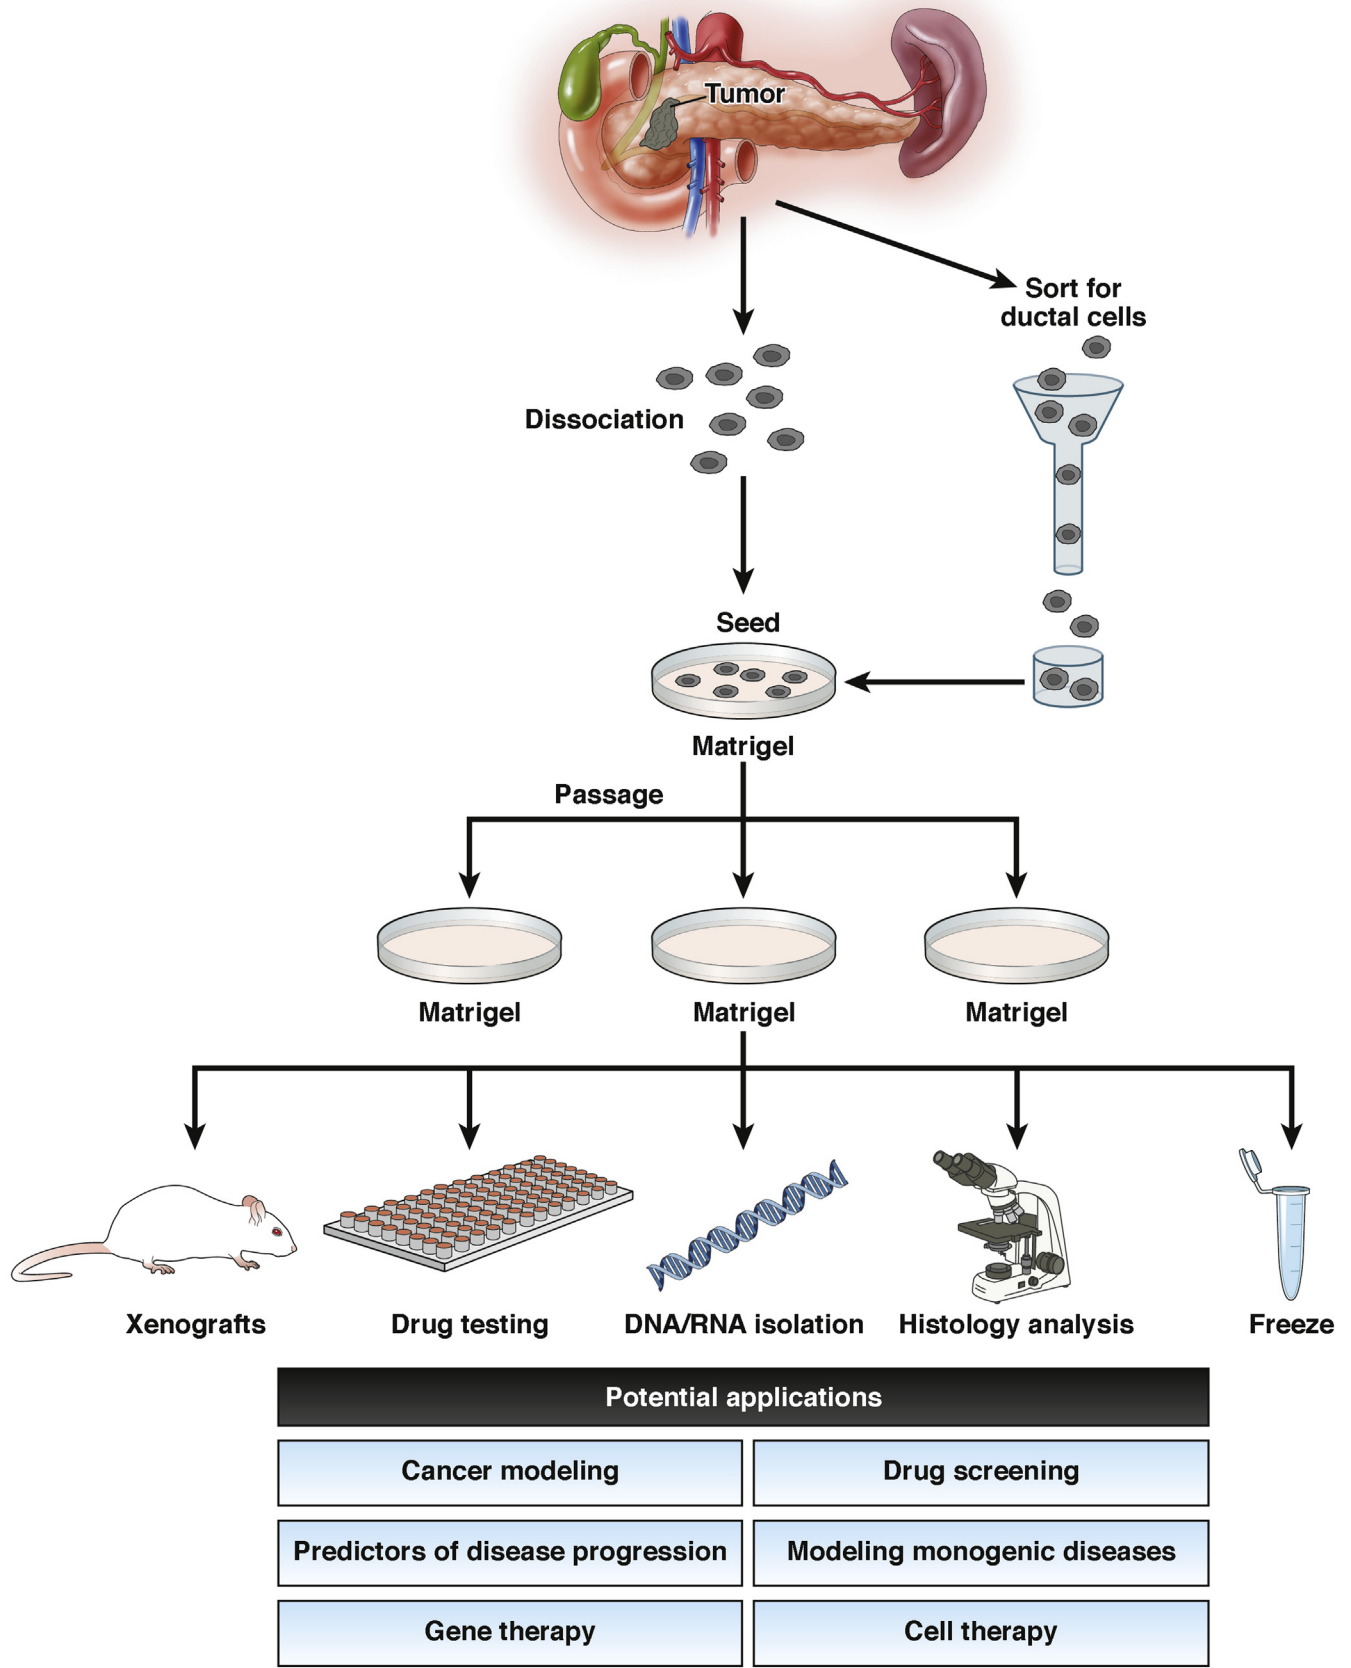 Tumor
Sort for
ductal cells
Dissociation
Seed
Matrigel
Passage
Matrigel
Matrigel
Matrigel
Xenografts
Drug testing
DNA/RNA isolation
Histology analysis
Freeze
Potential applications
Cancer modeling
Drug screening
Predictors of disease progression
Modeling monogenic diseases
Gene therapy
Cell therapy